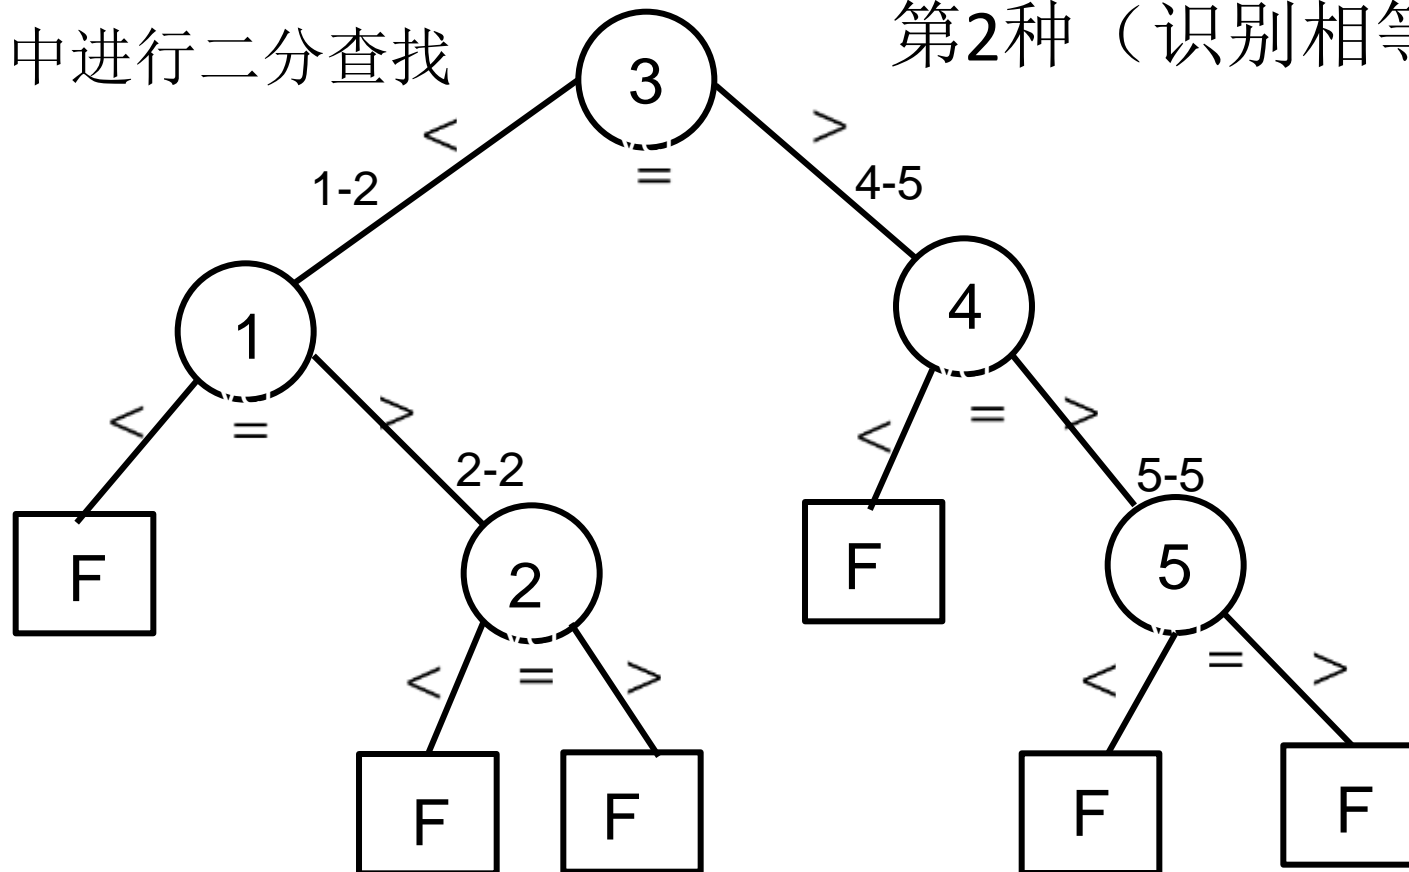 中进行二分查找
第2种（识别相等
3
< = >
1-2
4-5
1
4
< = >
< = >
2-2
5-5
F
2
F
5
< = >
< = >
F
F
F
F